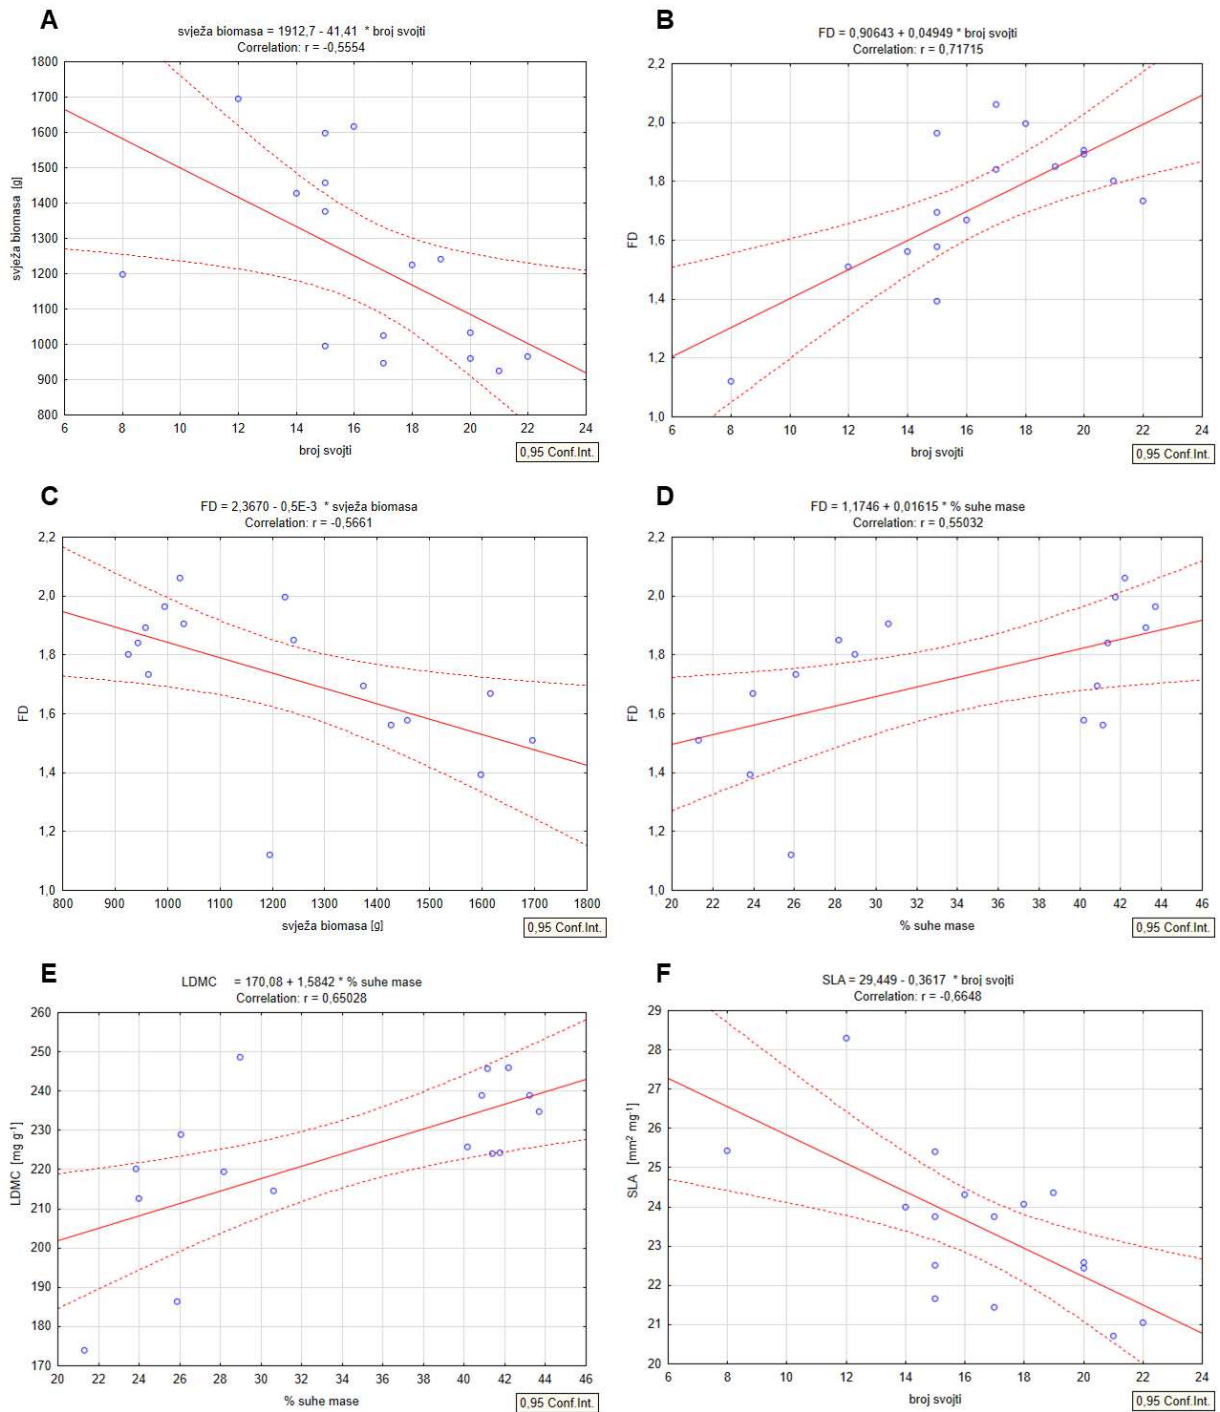 A
svježa biomasa = 1912,7 - 41,41 * broj svojti
Correlation: r = -0,5554
1800
1700
1600
1500
1400
1300
1200
1100
1000
900
800
svježa biomasa [g]
6 8 10 12 14 16 18 20 22 24
broj svojti
0,95 Conf.Int.
B
FD = 0,90643 + 0,04949 * broj svojti
Correlation: r = 0,71715
2,2
2,0
1,8
1,6
1,4
1,2
1,0
FD
6 8 10 12 14 16 18 20 22 24
broj svojti
0,95 Conf.Int.
C
FD = 2,3670 - 0,5E-3 * svježa biomasa
Correlation: r = -0,5661
2,2
2,0
1,8
1,6
1,4
1,2
1,0
FD
800 900 1000 1100 1200 1300 1400 1500 1600 1700 1800
svježa biomasa [g]
0,95 Conf.Int.
D
FD = 1,1746 + 0,01615 * % suhe mase
Correlation: r = 0,55032
2,2
2,0
1,8
1,6
1,4
1,2
1,0
FD
20 22 24 26 28 30 32 34 36 38 40 42 44 46
% suhe mase
0,95 Conf.Int.
E
LDMC = 170,08 + 1,5842 * % suhe mase
Correlation: r = 0,65028
260
250
240
230
220
210
200
190
180
170
LDMC [mg g⁻¹]
20 22 24 26 28 30 32 34 36 38 40 42 44 46
% suhe mase
0,95 Conf.Int.
F
SLA = 29,449 - 0,3617 * broj svojti
Correlation: r = -0,6648
29
28
27
26
25
24
23
22
21
20
SLA [mm² mg⁻¹]
6 8 10 12 14 16 18 20 22 24
broj svojti
0,95 Conf.Int.